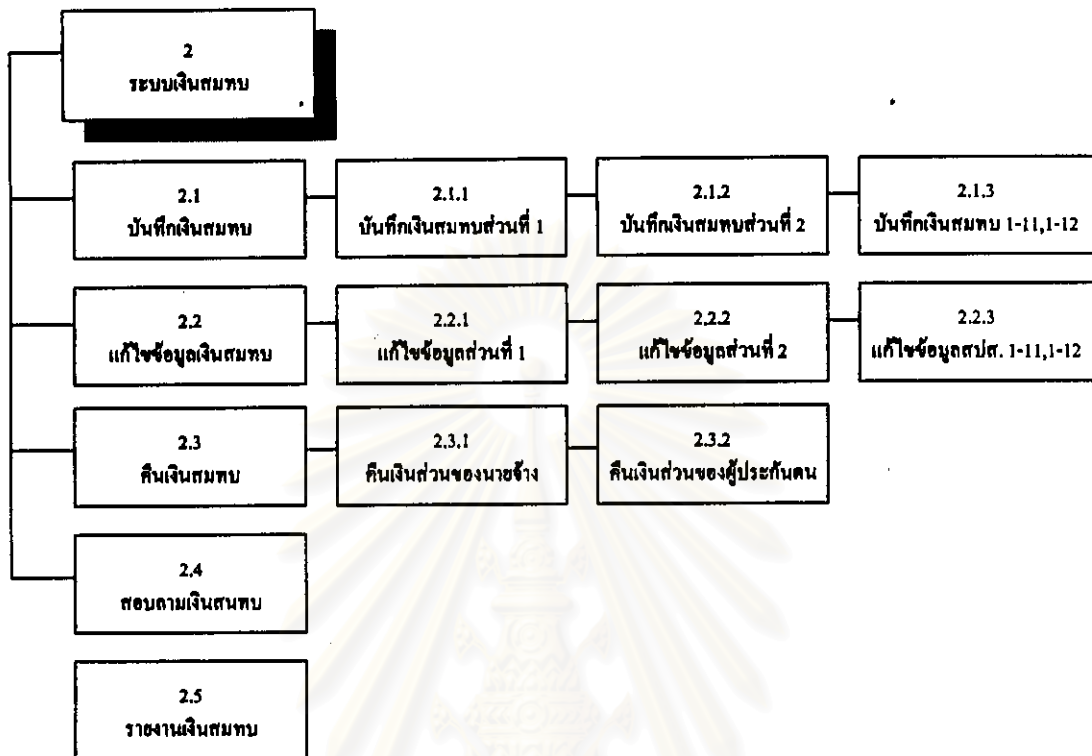 2
ระบบเงินสมทบ
2.1
บันทึกเงินสมทบ
2.1.1
บันทึกเงินสมทบส่วนที่ 1
2.1.2
บันทึกเงินสมทบส่วนที่ 2
2.1.3
บันทึกเงินสมทบ 1-11,1-12
2.2
แก้ไขข้อมูลเงินสมทบ
2.2.1
แก้ไขข้อมูลส่วนที่ 1
2.2.2
แก้ไขข้อมูลส่วนที่ 2
2.2.3
แก้ไขข้อมูลสปส. 1-11,1-12
2.3
คืนเงินสมทบ
2.3.1
คืนเงินส่วนของนายจ้าง
2.3.2
คืนเงินส่วนของผู้ประกันตน
2.4
สอบถามเงินสนทบ
2.5
รายงานเงินสมทบ